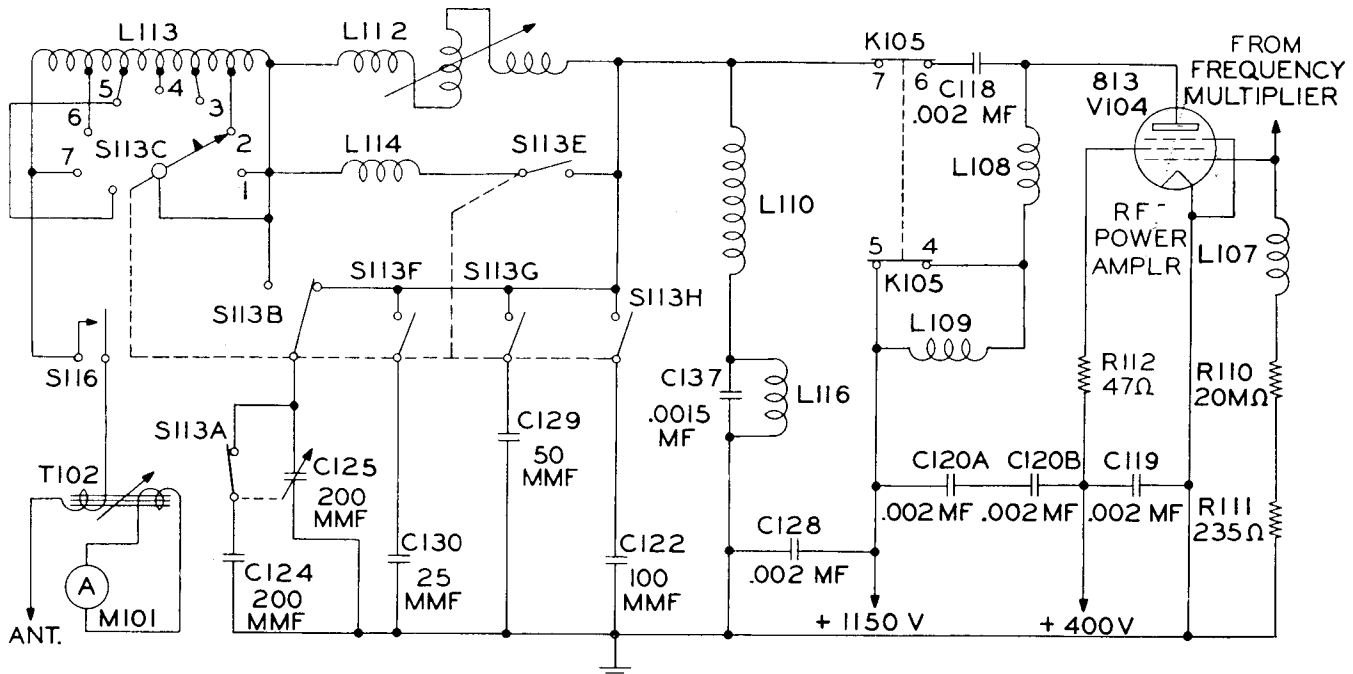 L113
L112
K105
7
6
C118
.002 MF
813
V104
FROM
FREQUENCY
MULTIPLIER
5
4
3
6
2
S113C
7
1
L114
S113E
L108
L110
RF
POWER
AMPLR
L107
5
4
K105
S113B
S113F
S113G
S113H
L109
S116
C137
.0015
MF
L116
R112
47Ω
R110
20MΩ
S113A
C125
200
MMF
C129
50
MMF
T102
C120A
C120B
C119
.002 MF
.002 MF
.002 MF
R111
235Ω
C124
200
MMF
C130
25
MMF
C122
100
MMF
C128
.002 MF
A
M101
ANT.
+ 1150 V
+ 400V